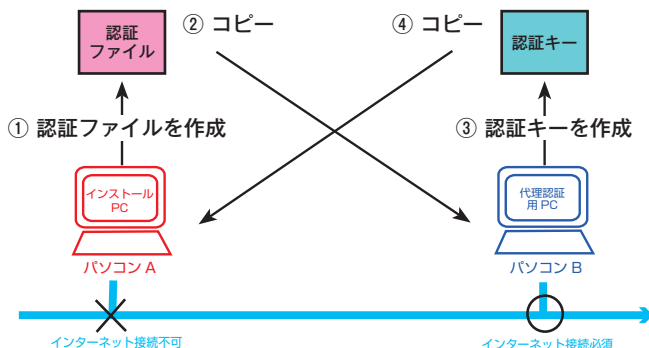 認証
ファイル
② コピー
④ コピー
認証キー
① 認証ファイルを作成
③ 認証キーを作成
インストール
PC
代理認証
用 PC
パソコン A
パソコン B
インターネット接続不可
インターネット接続必須